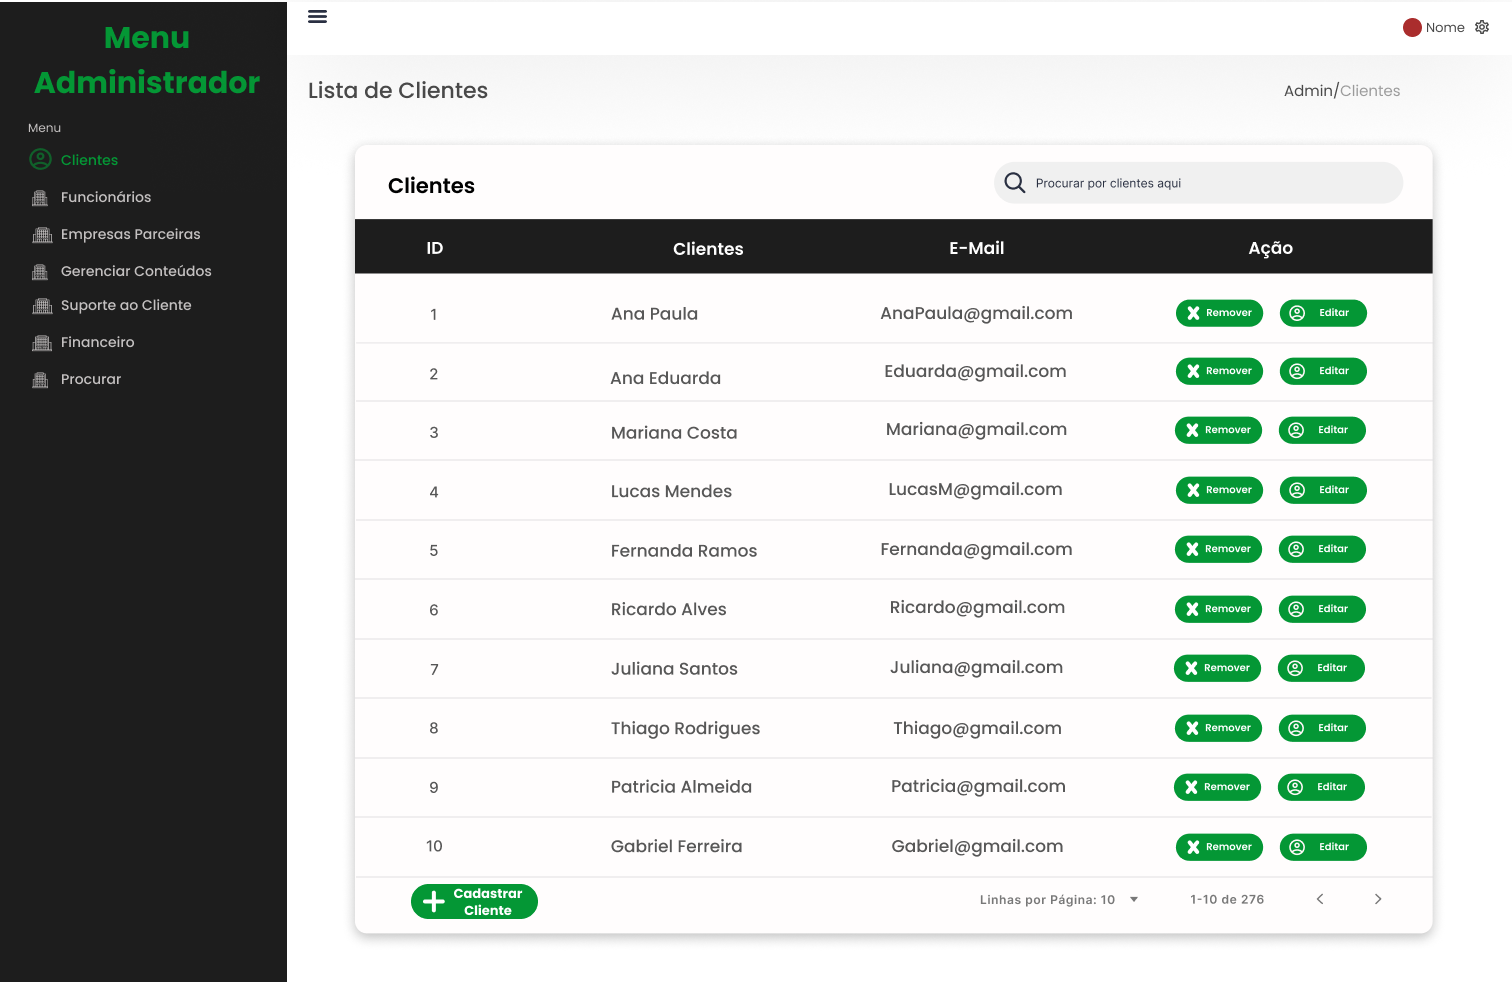 Menu
Administrador
Menu
Clientes
Funcionários
Empresas Parceiras
Gerenciar Conteúdos
Suporte ao Cliente
Financeiro
Procurar
Nome
Lista de Clientes
Admin/Clientes
Clientes
Procurar por clientes aqui
ID Clientes E-Mail Ação
1 Ana Paula AnaPaula@gmail.com Remover Editar
2 Ana Eduarda Eduarda@gmail.com Remover Editar
3 Mariana Costa Mariana@gmail.com Remover Editar
4 Lucas Mendes LucasM@gmail.com Remover Editar
5 Fernanda Ramos Fernanda@gmail.com Remover Editar
6 Ricardo Alves Ricardo@gmail.com Remover Editar
7 Juliana Santos Juliana@gmail.com Remover Editar
8 Thiago Rodrigues Thiago@gmail.com Remover Editar
9 Patricia Almeida Patricia@gmail.com Remover Editar
10 Gabriel Ferreira Gabriel@gmail.com Remover Editar
Cadastrar
Cliente
Linhas por Página: 10 1-10 de 276